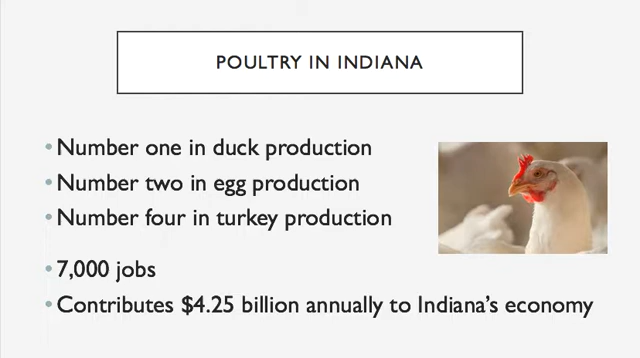 POULTRY IN INDIANA
• Number one in duck production
• Number two in egg production
• Number four in turkey production
• 7,000 jobs
• Contributes $4.25 billion annually to Indiana's economy